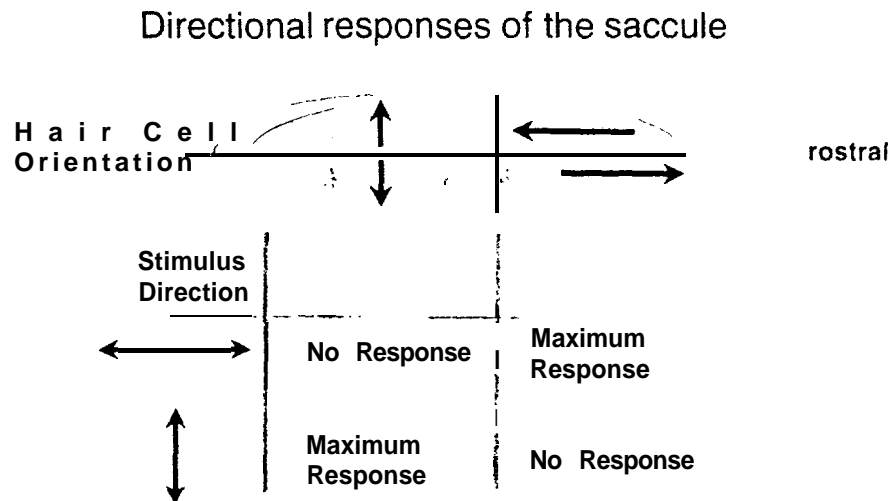 Directional responses of the saccule
Hair Cell
Orientation
rostral
Stimulus
Direction
No Response
Maximum
Response
Maximum
Response
No Response